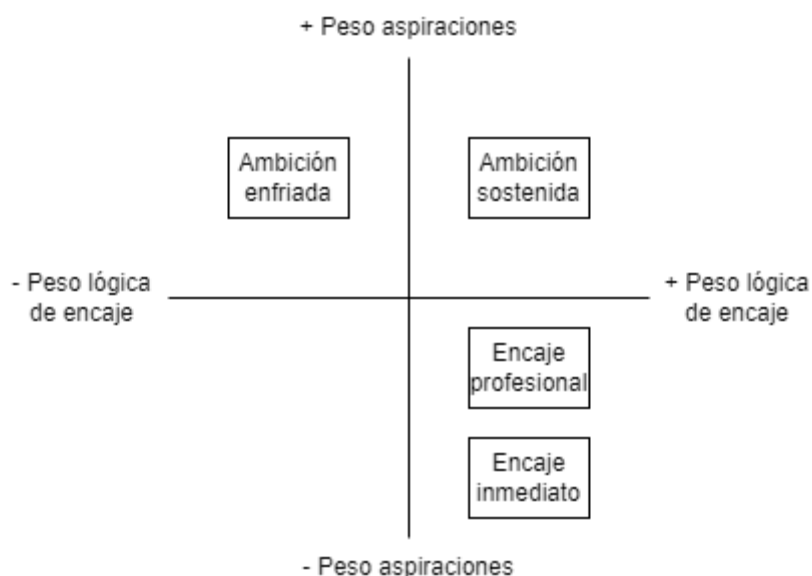 + Peso aspiraciones
Ambición
enfriada
Ambición
sostenida
- Peso lógica
de encaje
+ Peso lógica
de encaje
Encaje
profesional
Encaje
inmediato
- Peso aspiraciones